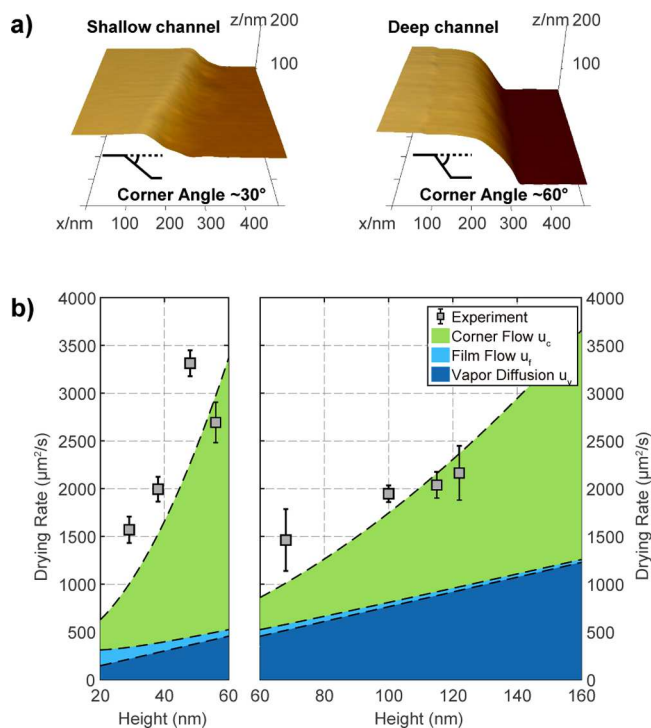 a)
Shallow channel
z/nm 200
100
Corner Angle ~30°
x/nm 100 200 300 400
Deep channel
z/nm 200
100
Corner Angle ~60°
x/nm 100 200 300 400
b)
Drying Rate (µm²/s)
4000
3500
3000
2500
2000
1500
1000
500
0
20 40 60
Height (nm)
60 80 100 120 140 160
Height (nm)
Experiment
Corner Flow u_c
Film Flow u_f
Vapor Diffusion u_v
4000
3500
3000
2500
2000
1500
1000
500
0
Drying Rate (µm²/s)